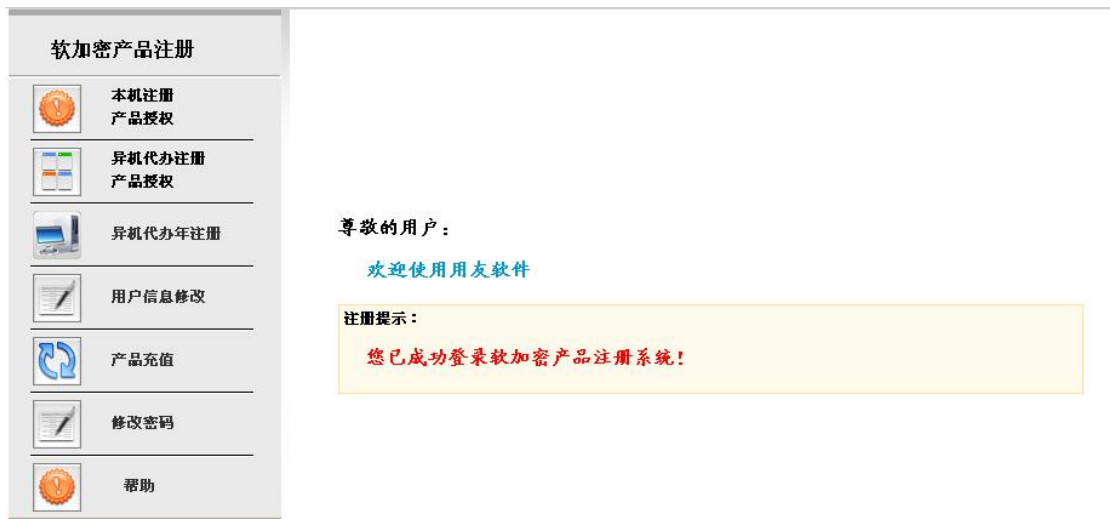 软加密产品注册
本机注册
产品授权
异机代办注册
产品授权
异机代办年注册
用户信息修改
产品充值
修改密码
帮助
尊敬的用户：
欢迎使用用友软件
注册提示：
您已成功登录软加密产品注册系统！